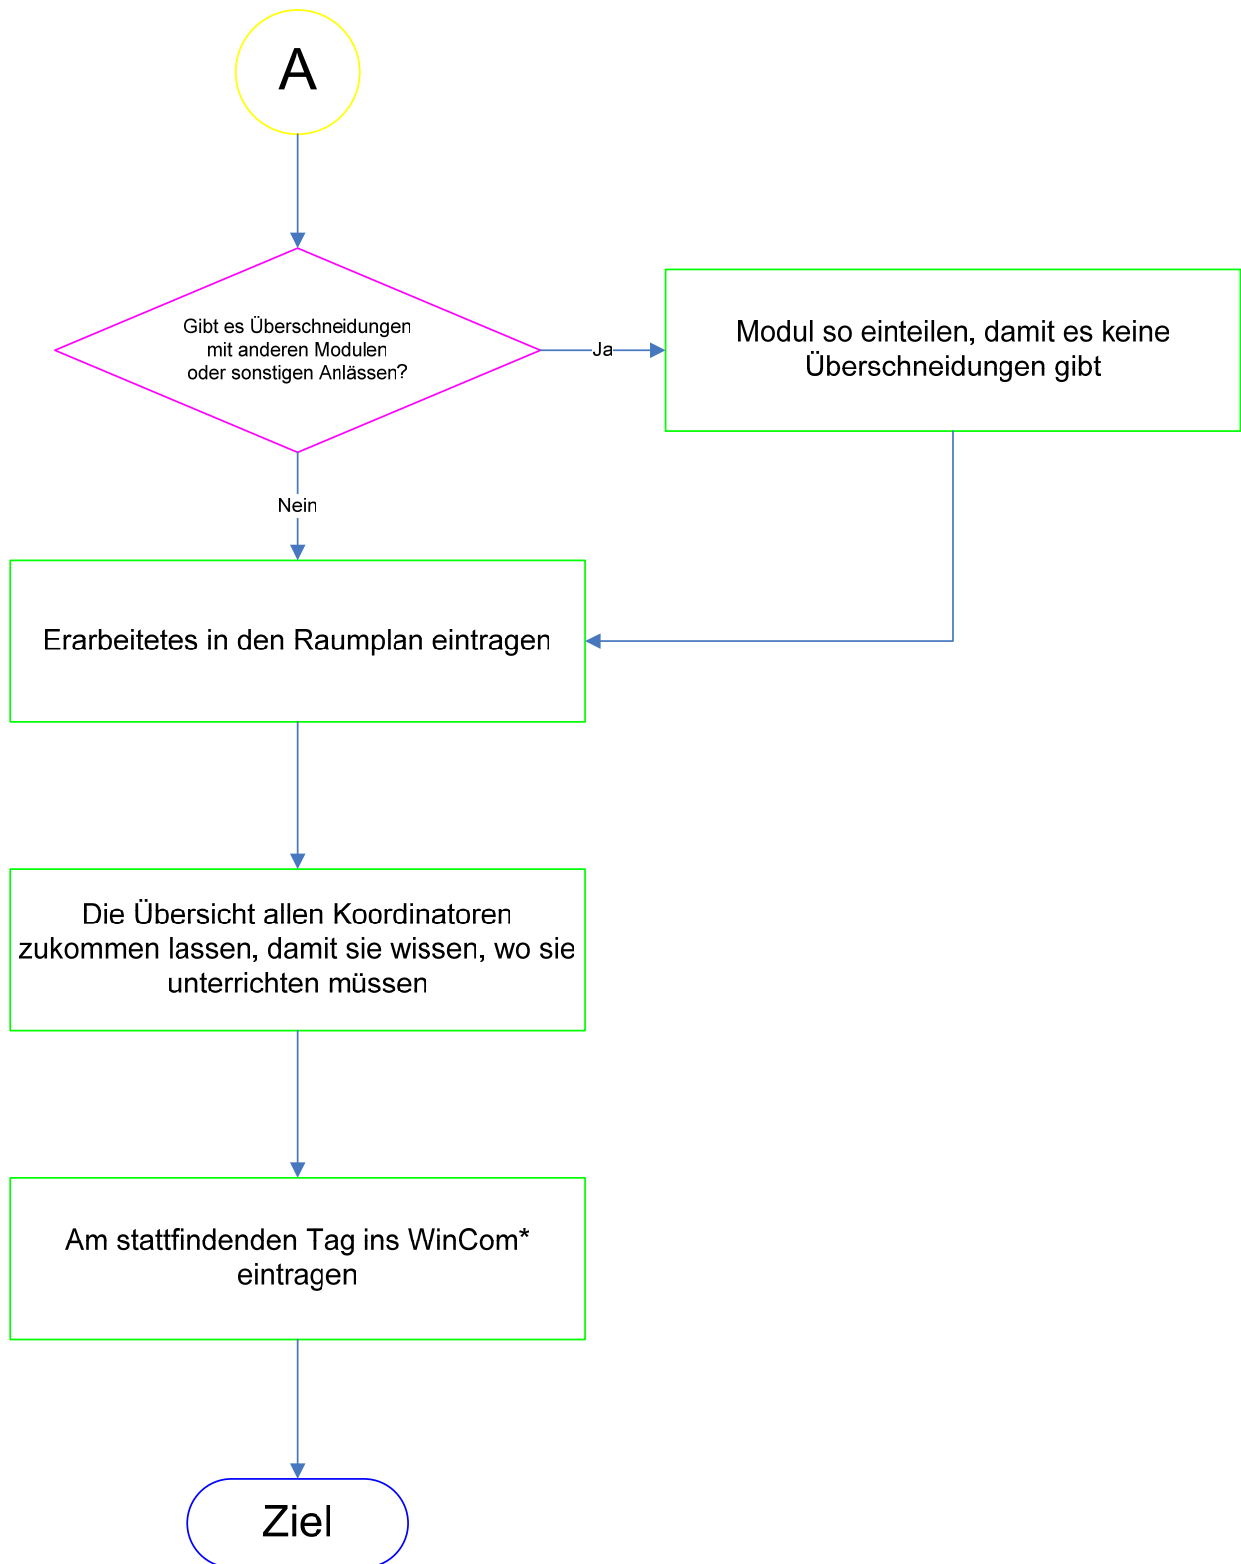 A
Gibt es Überschneidungen
mit anderen Modulen
oder sonstigen Anlässen?
Ja
Modul so einteilen, damit es keine
Überschneidungen gibt
Nein
Erarbeitetes in den Raumplan eintragen
Die Übersicht allen Koordinatoren
zukommen lassen, damit sie wissen, wo sie
unterrichten müssen
Am stattfindenden Tag ins WinCom*
eintragen
Ziel